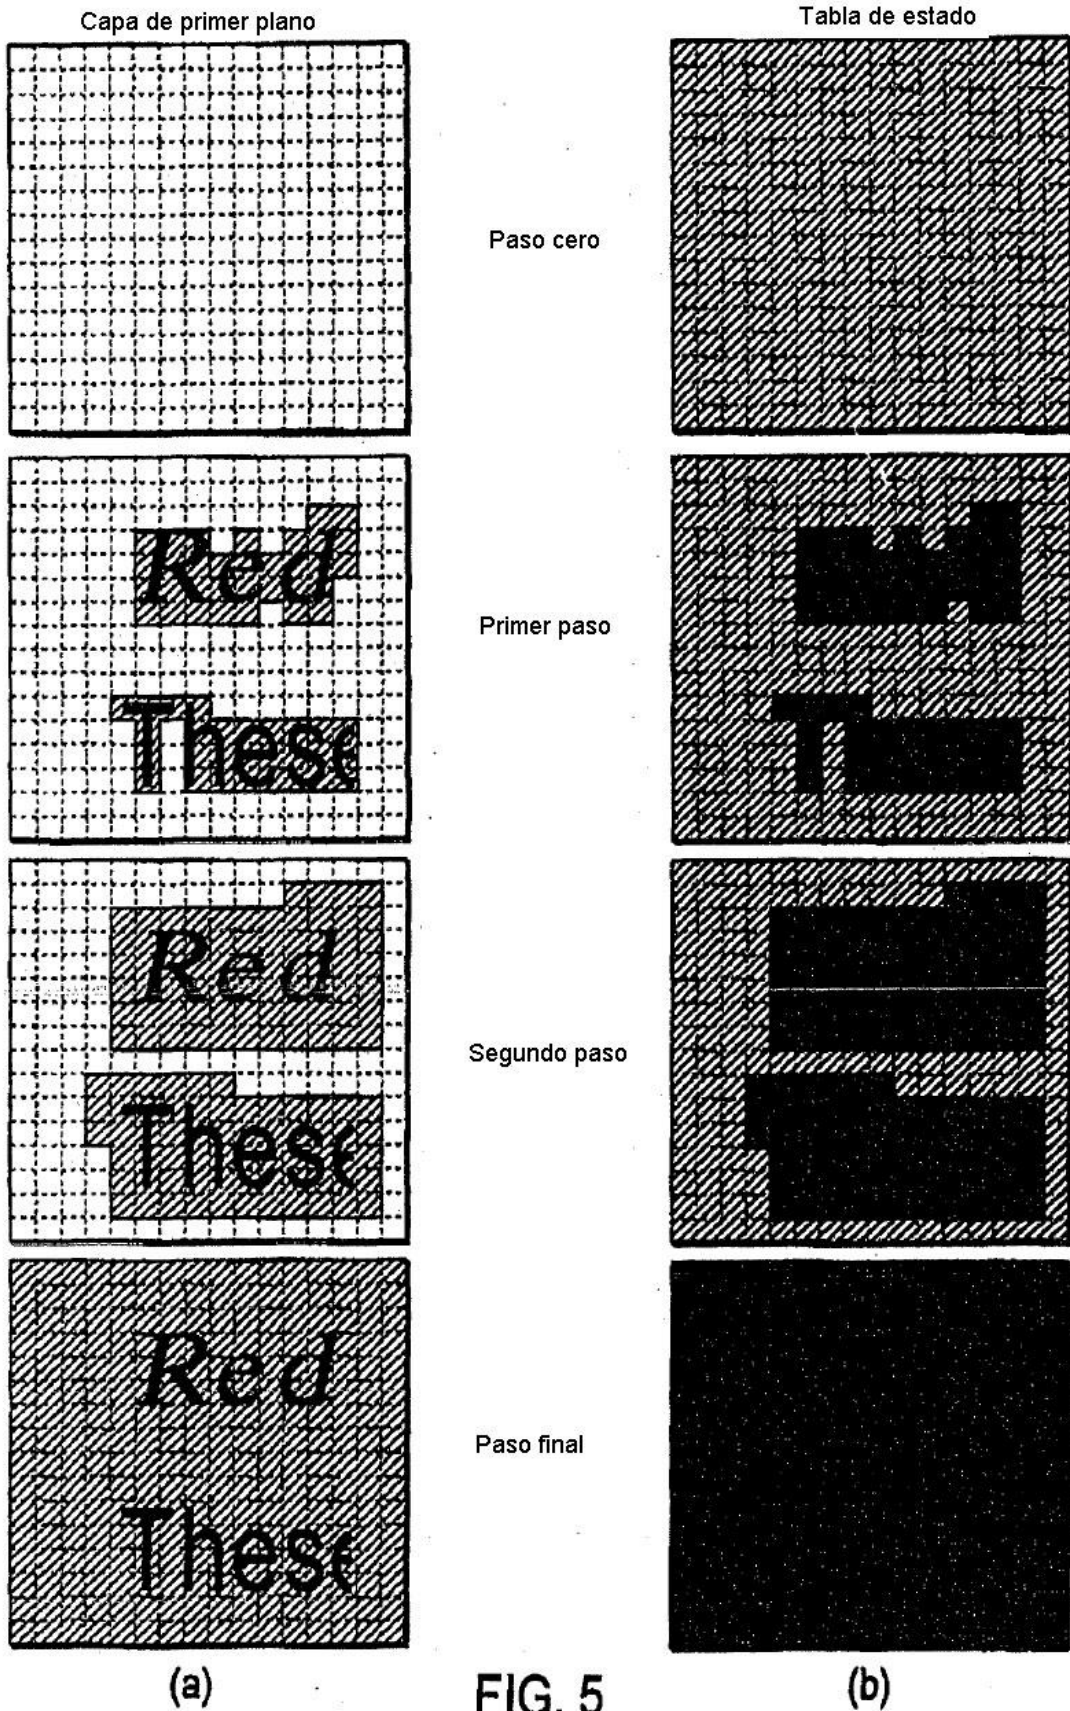 Capa de primer plano
Tabla de estado
Paso cero
Red
These
Primer paso
Red
These
Segundo paso
Red
These
Paso final
(a)
FIG. 5
(b)